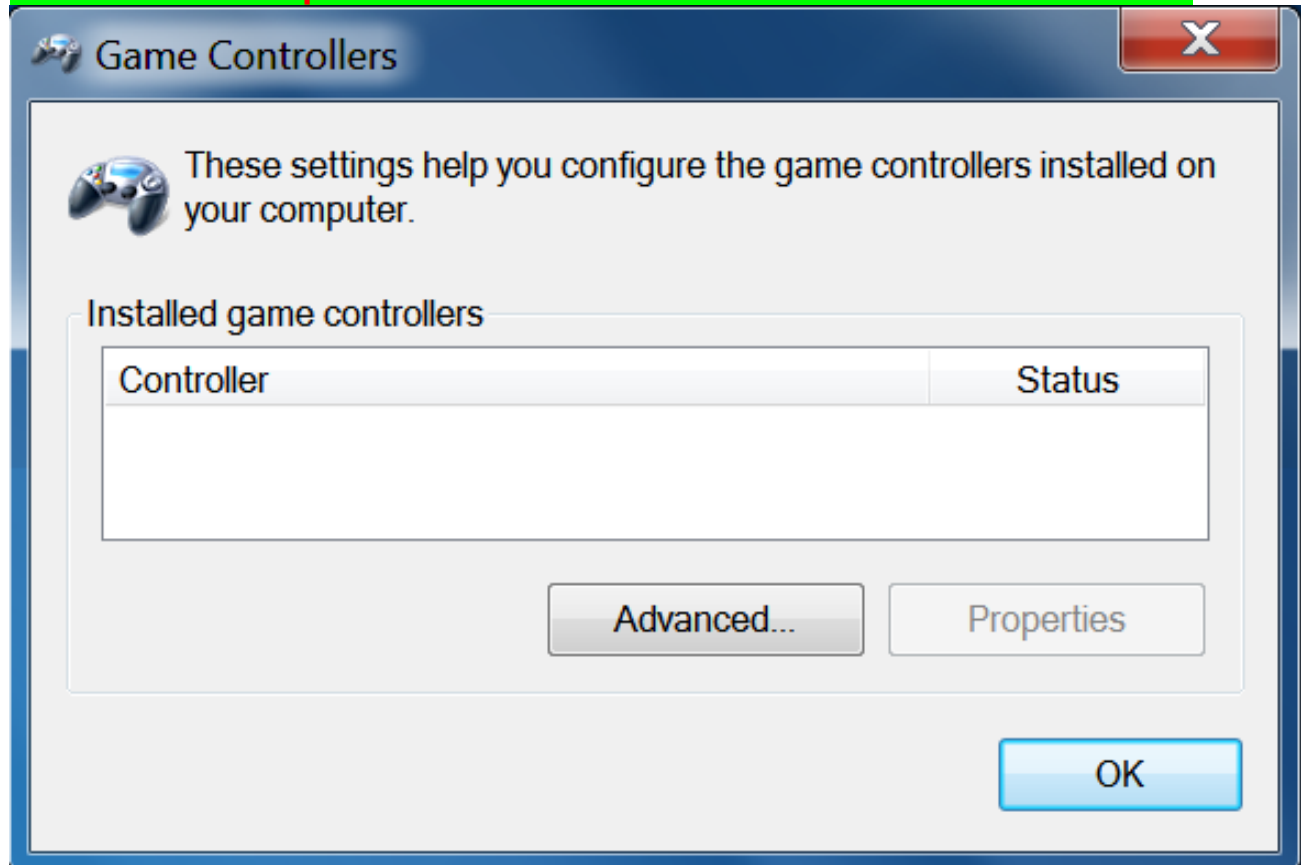 Game Controllers
These settings help you configure the game controllers installed on
your computer.
Installed game controllers
Controller Status
Advanced... Properties
OK